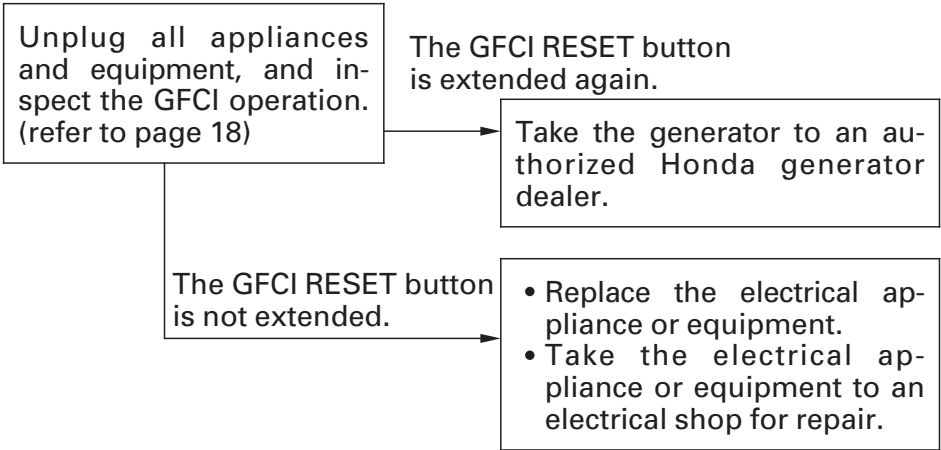 Unplug all appliances
and equipment, and in-
spect the GFCI operation.
(refer to page 18)
The GFCI RESET button
is extended again.
Take the generator to an au-
thorized Honda generator
dealer.
The GFCI RESET button
is not extended.
• Replace the electrical ap-
pliance or equipment.
• Take the electrical ap-
pliance or equipment to an
electrical shop for repair.